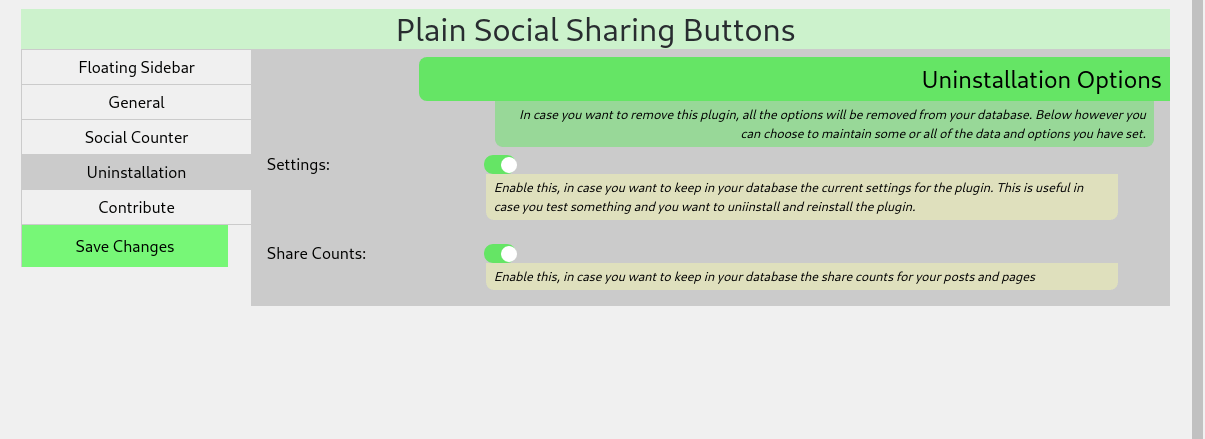 Plain Social Sharing Buttons
Floating Sidebar
General
Social Counter
Uninstallation
Contribute
Save Changes
Uninstallation Options
In case you want to remove this plugin, all the options will be removed from your database. Below however you
can choose to maintain some or all of the data and options you have set.
Settings:
Enable this, in case you want to keep in your database the current settings for the plugin. This is useful in
case you test something and you want to uniinstall and reinstall the plugin.
Share Counts:
Enable this, in case you want to keep in your database the share counts for your posts and pages